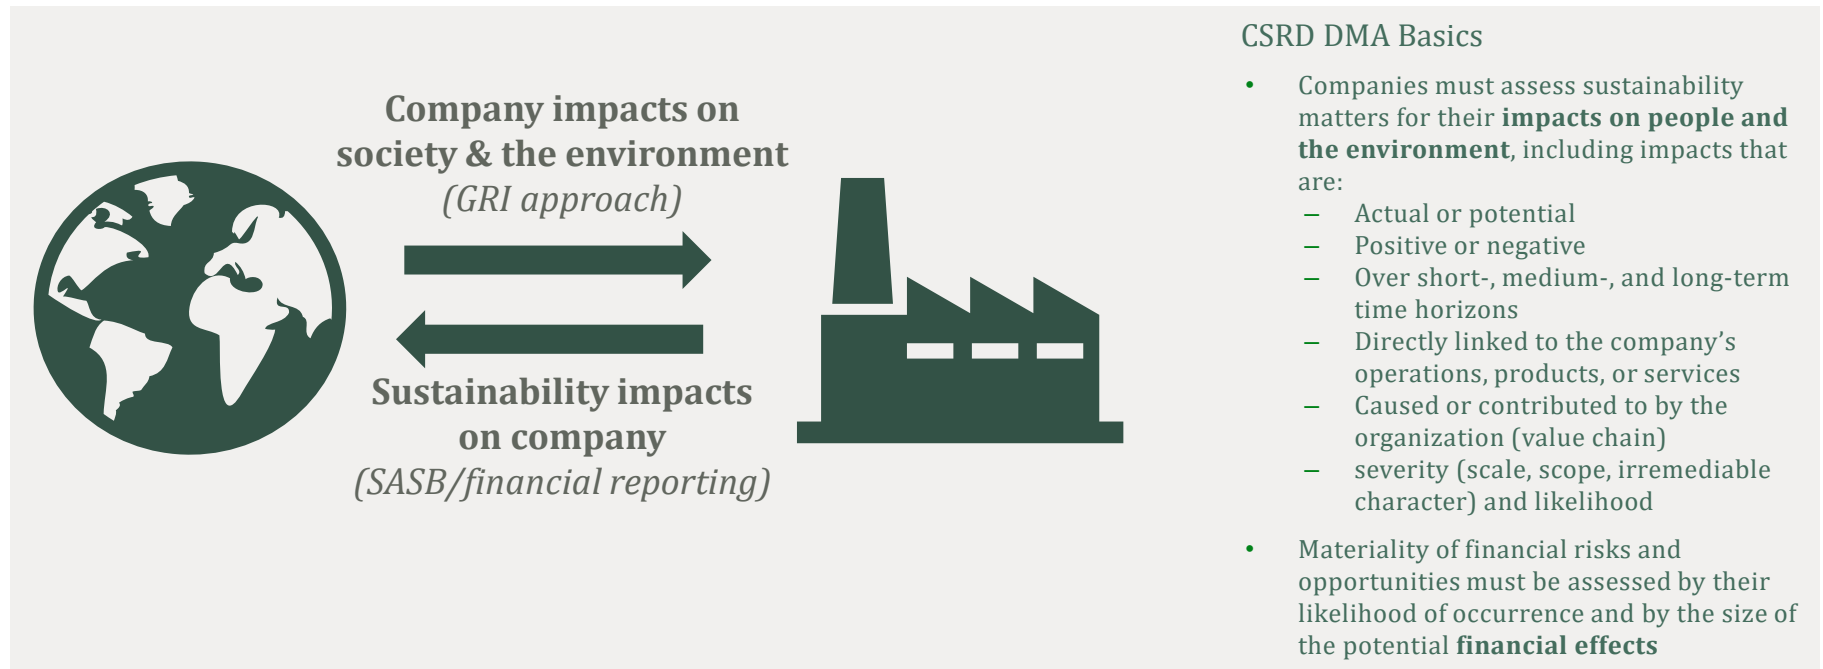 Company impacts on
society & the environment
(GRI approach)
Sustainability impacts
on company
(SASB/financial reporting)
CSRD DMA Basics
• Companies must assess sustainability
matters for their impacts on people and
the environment, including impacts that
are:
– Actual or potential
– Positive or negative
– Over short-, medium-, and long-term
time horizons
– Directly linked to the company’s
operations, products, or services
– Caused or contributed to by the
organization (value chain)
– severity (scale, scope, irremediable
character) and likelihood
• Materiality of financial risks and
opportunities must be assessed by their
likelihood of occurrence and by the size of
the potential financial effects